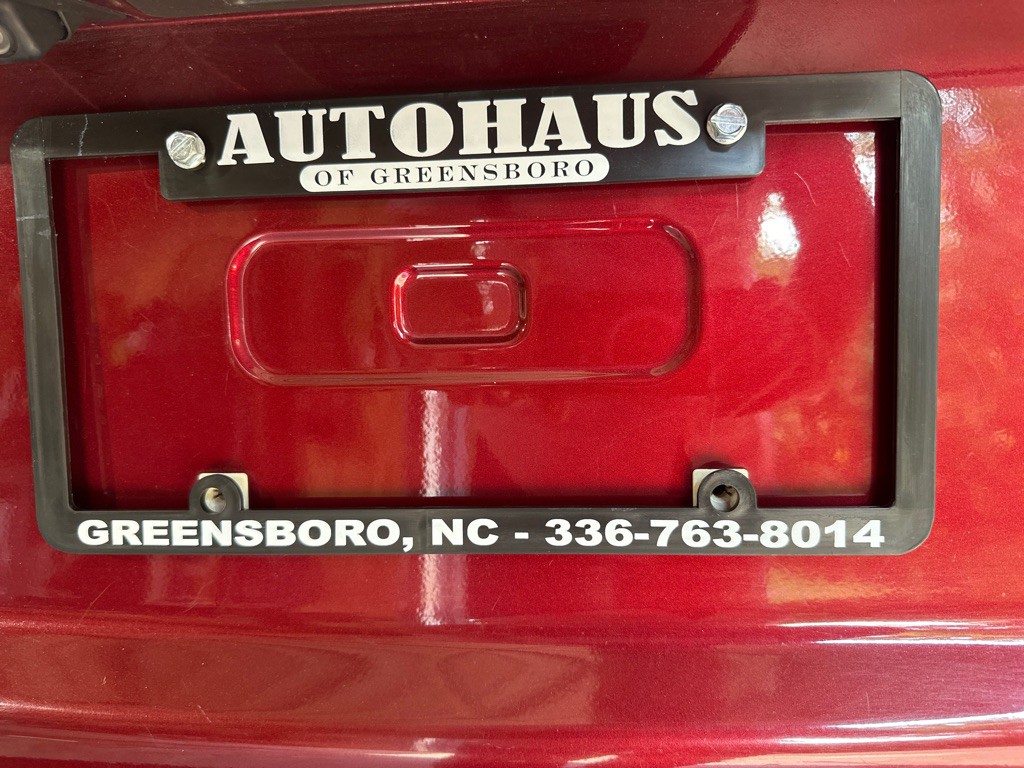 AUTOHAUS
OF GREENSBORO
GREENSBORO, NC - 336-763-8014